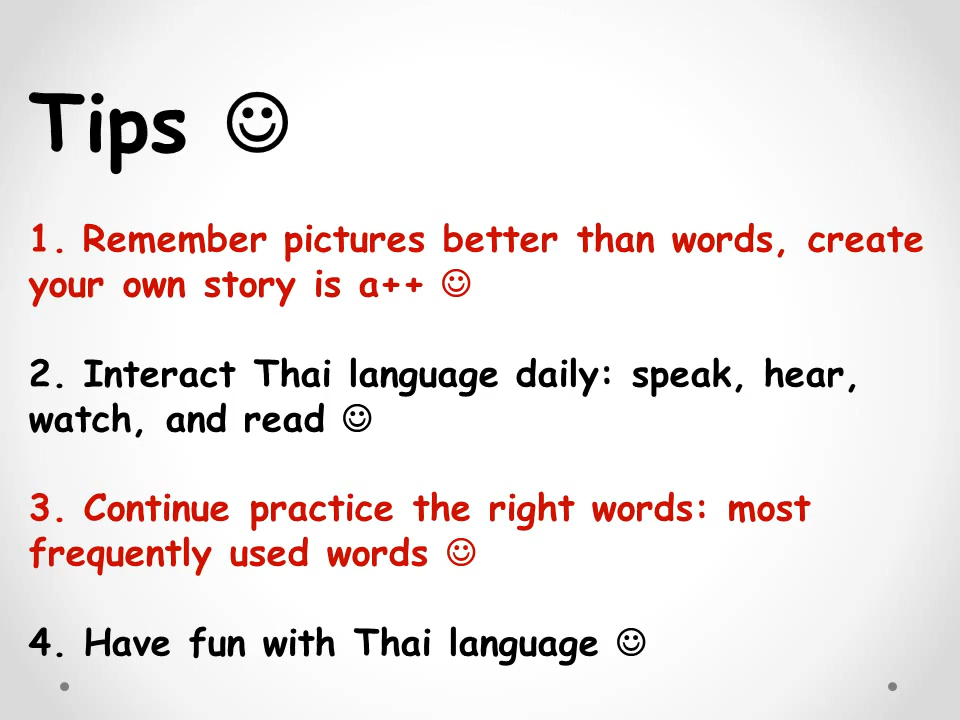 Tips ☺
1. Remember pictures better than words, create
your own story is a++ ☺
2. Interact Thai language daily: speak, hear,
watch, and read ☺
3. Continue practice the right words: most
frequently used words ☺
4. Have fun with Thai language ☺